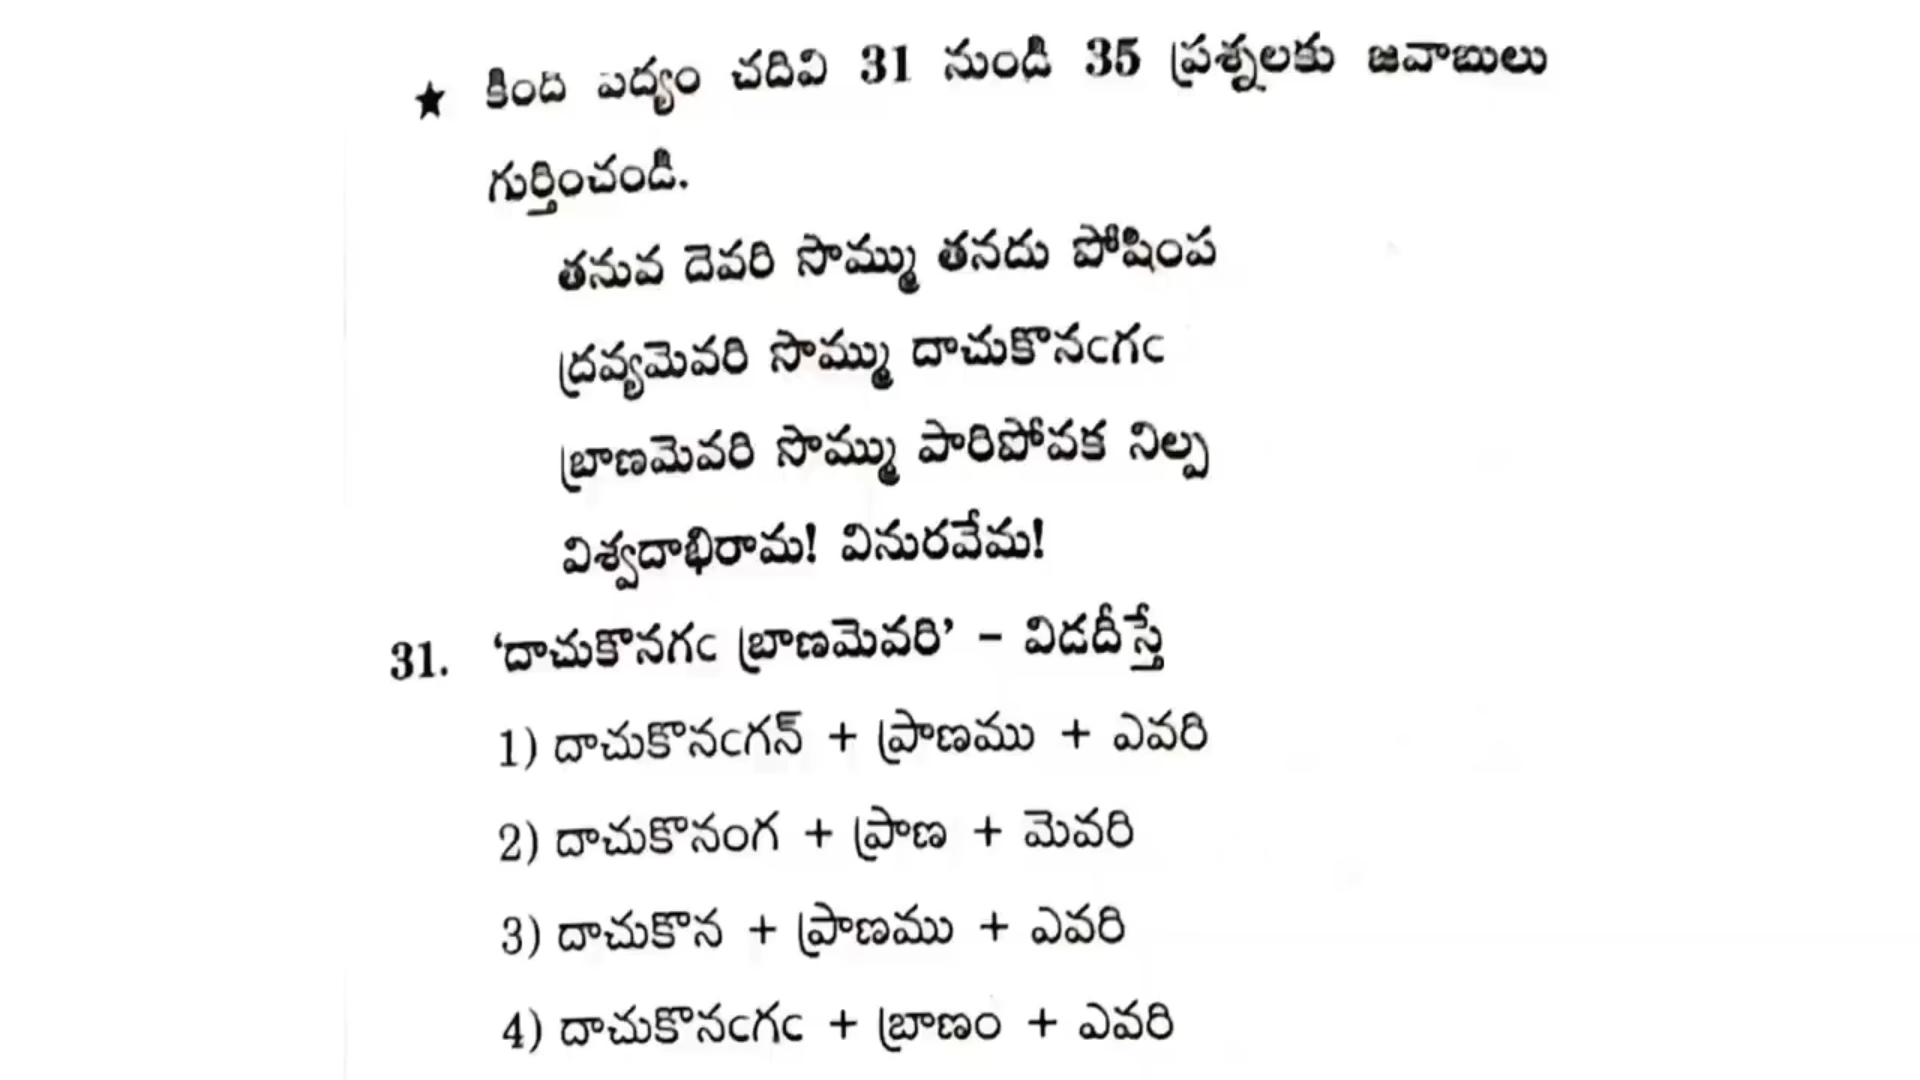 ★ కింది పద్యం చదివి 31 నుండి 35 ప్రశ్నలకు జవాబులు
గుర్తించండి.
తనువ దెవరి సొమ్ము తనదు పోషింప
ద్రవ్యమెవరి సొమ్ము దాచుకొనఁగఁ
బ్రాణమెవరి సొమ్ము పారిపోవక నిల్ప
విశ్వదాభిరామ! వినురవేమ!
31. ‘దాచుకొనగఁ బ్రాణమెవరి’ – విడదీస్తే
1) దాచుకొనఁగన్ + ప్రాణము + ఎవరి
2) దాచుకొనంగ + ప్రాణ + మెవరి
3) దాచుకొన + ప్రాణము + ఎవరి
4) దాచుకొనఁగఁ + బ్రాణం + ఎవరి